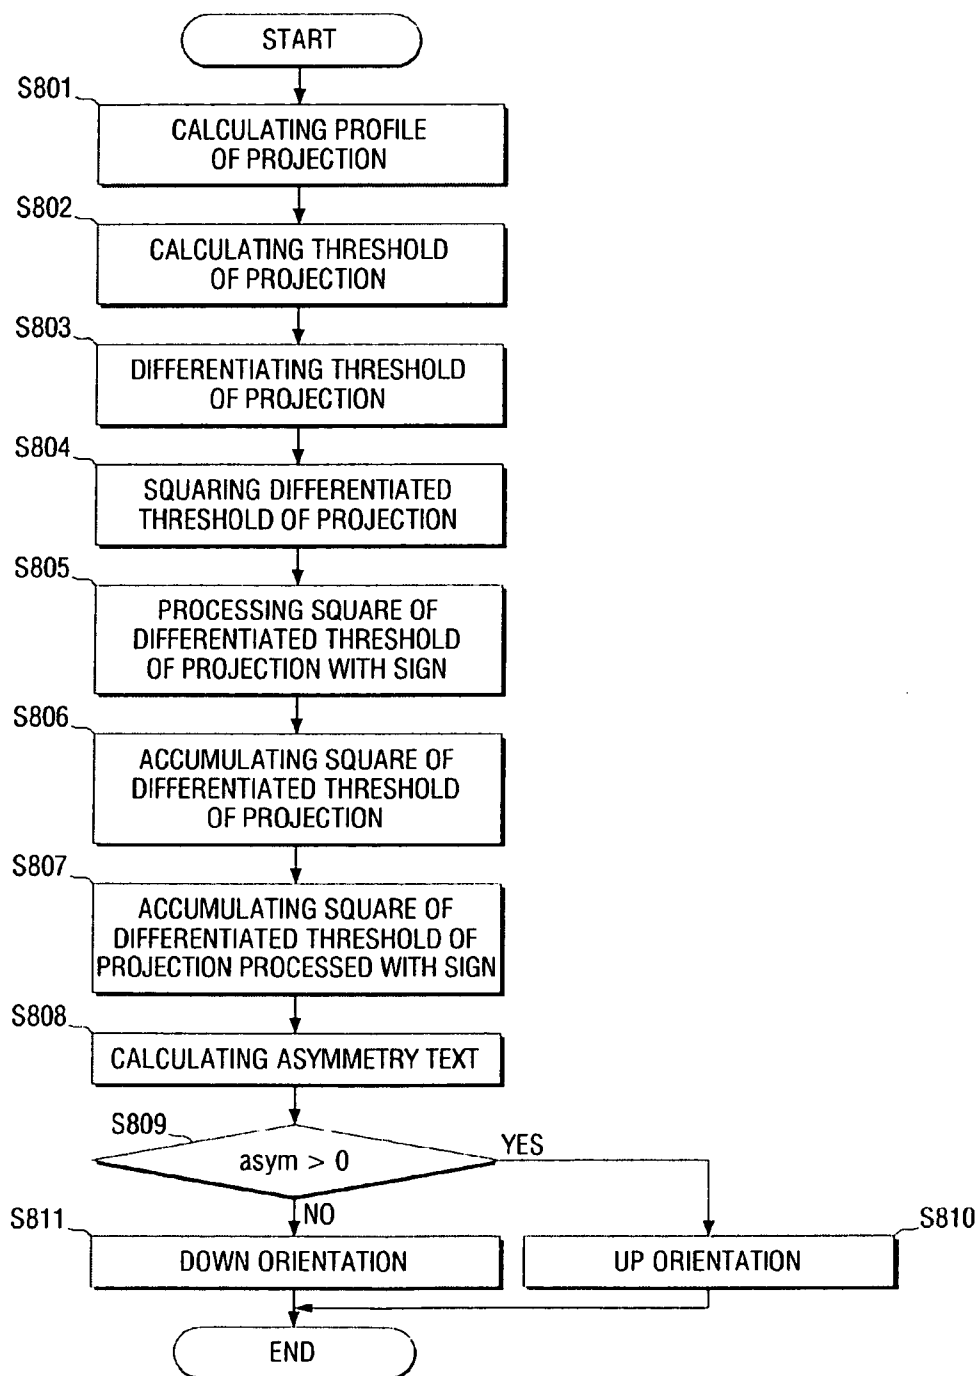 START
S801
CALCULATING PROFILE
OF PROJECTION
S802
CALCULATING THRESHOLD
OF PROJECTION
S803
DIFFERENTIATING THRESHOLD
OF PROJECTION
S804
SQUARING DIFFERENTIATED
THRESHOLD OF PROJECTION
S805
PROCESSING SQUARE OF
DIFFERENTIATED THRESHOLD
OF PROJECTION WITH SIGN
S806
ACCUMULATING SQUARE OF
DIFFERENTIATED THRESHOLD
OF PROJECTION
S807
ACCUMULATING SQUARE OF
DIFFERENTIATED THRESHOLD OF
PROJECTION PROCESSED WITH SIGN
S808
CALCULATING ASYMMETRY TEXT
S809
asym > 0
YES
NO
S811
DOWN ORIENTATION
S810
UP ORIENTATION
END